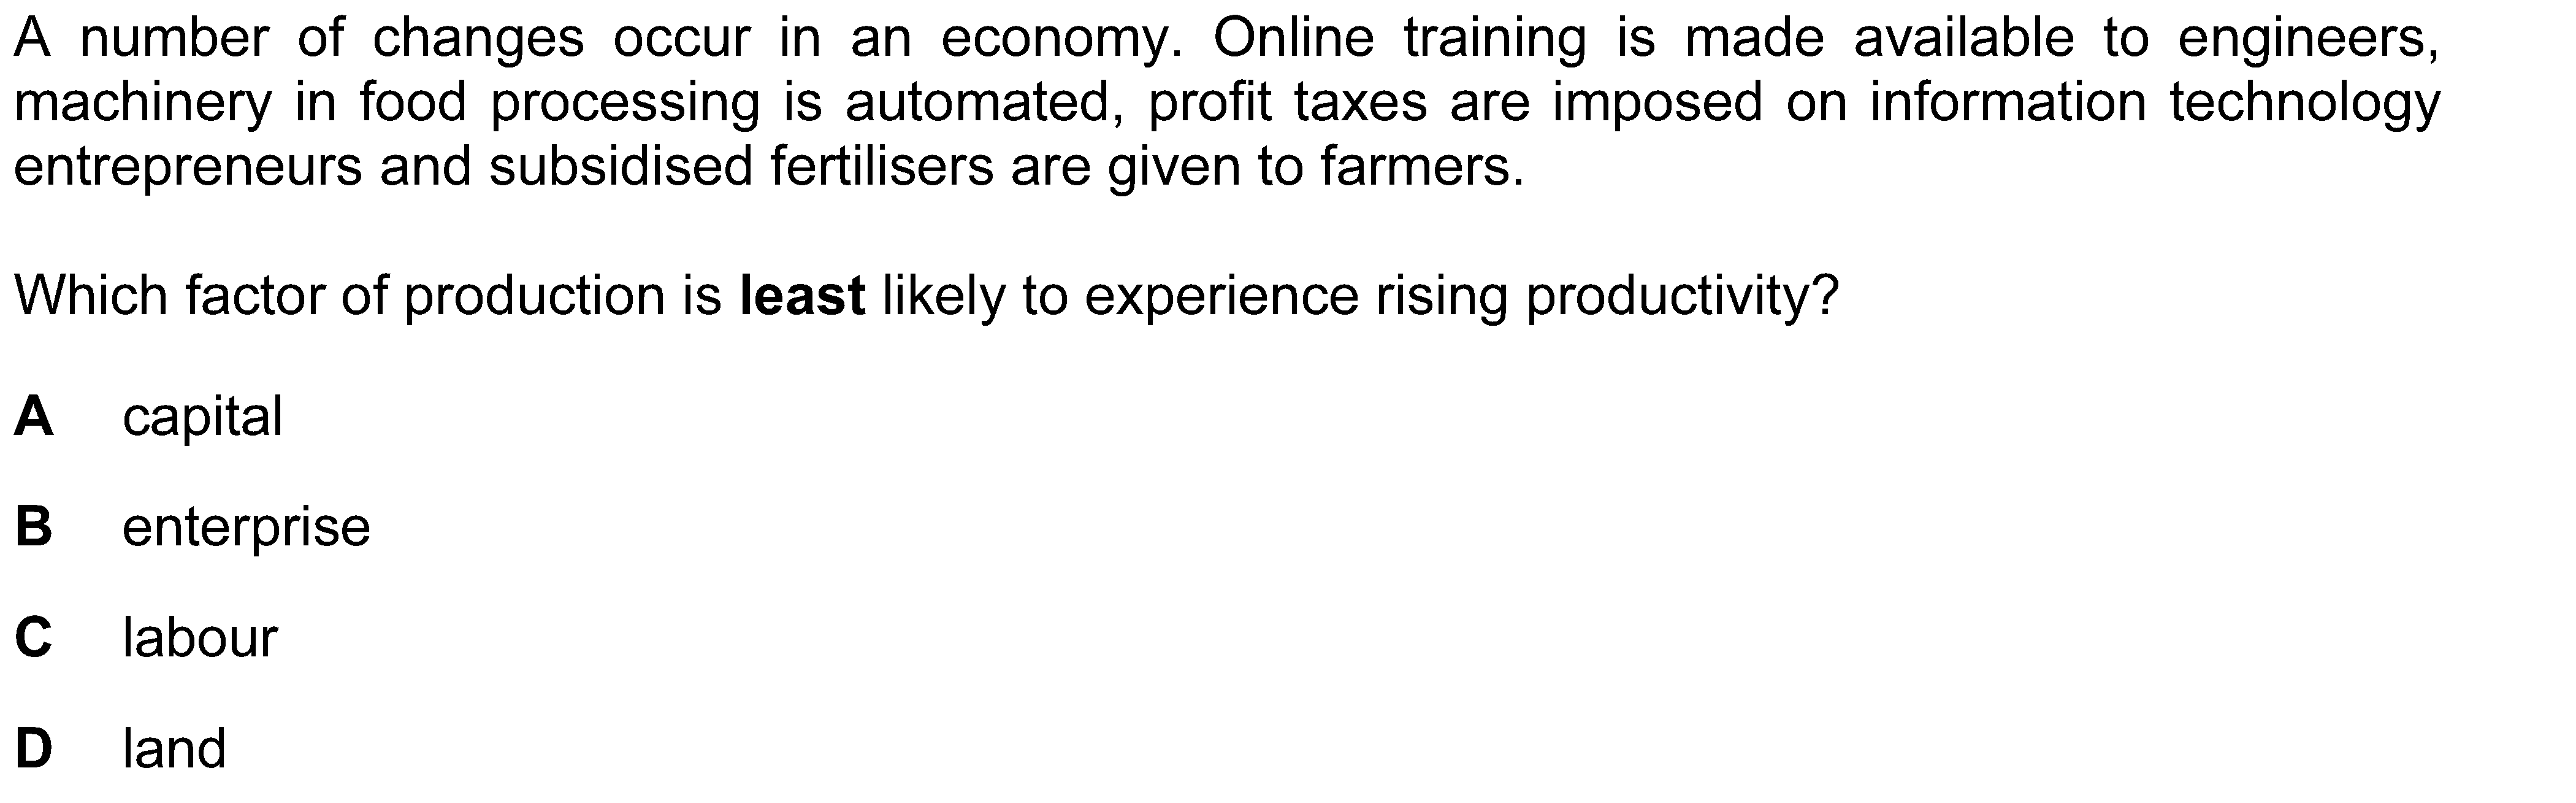 A number of changes occur in an economy. Online training is made available to engineers,
machinery in food processing is automated, profit taxes are imposed on information technology
entrepreneurs and subsidised fertilisers are given to farmers.
Which factor of production is least likely to experience rising productivity?
A capital
B enterprise
C labour
D land